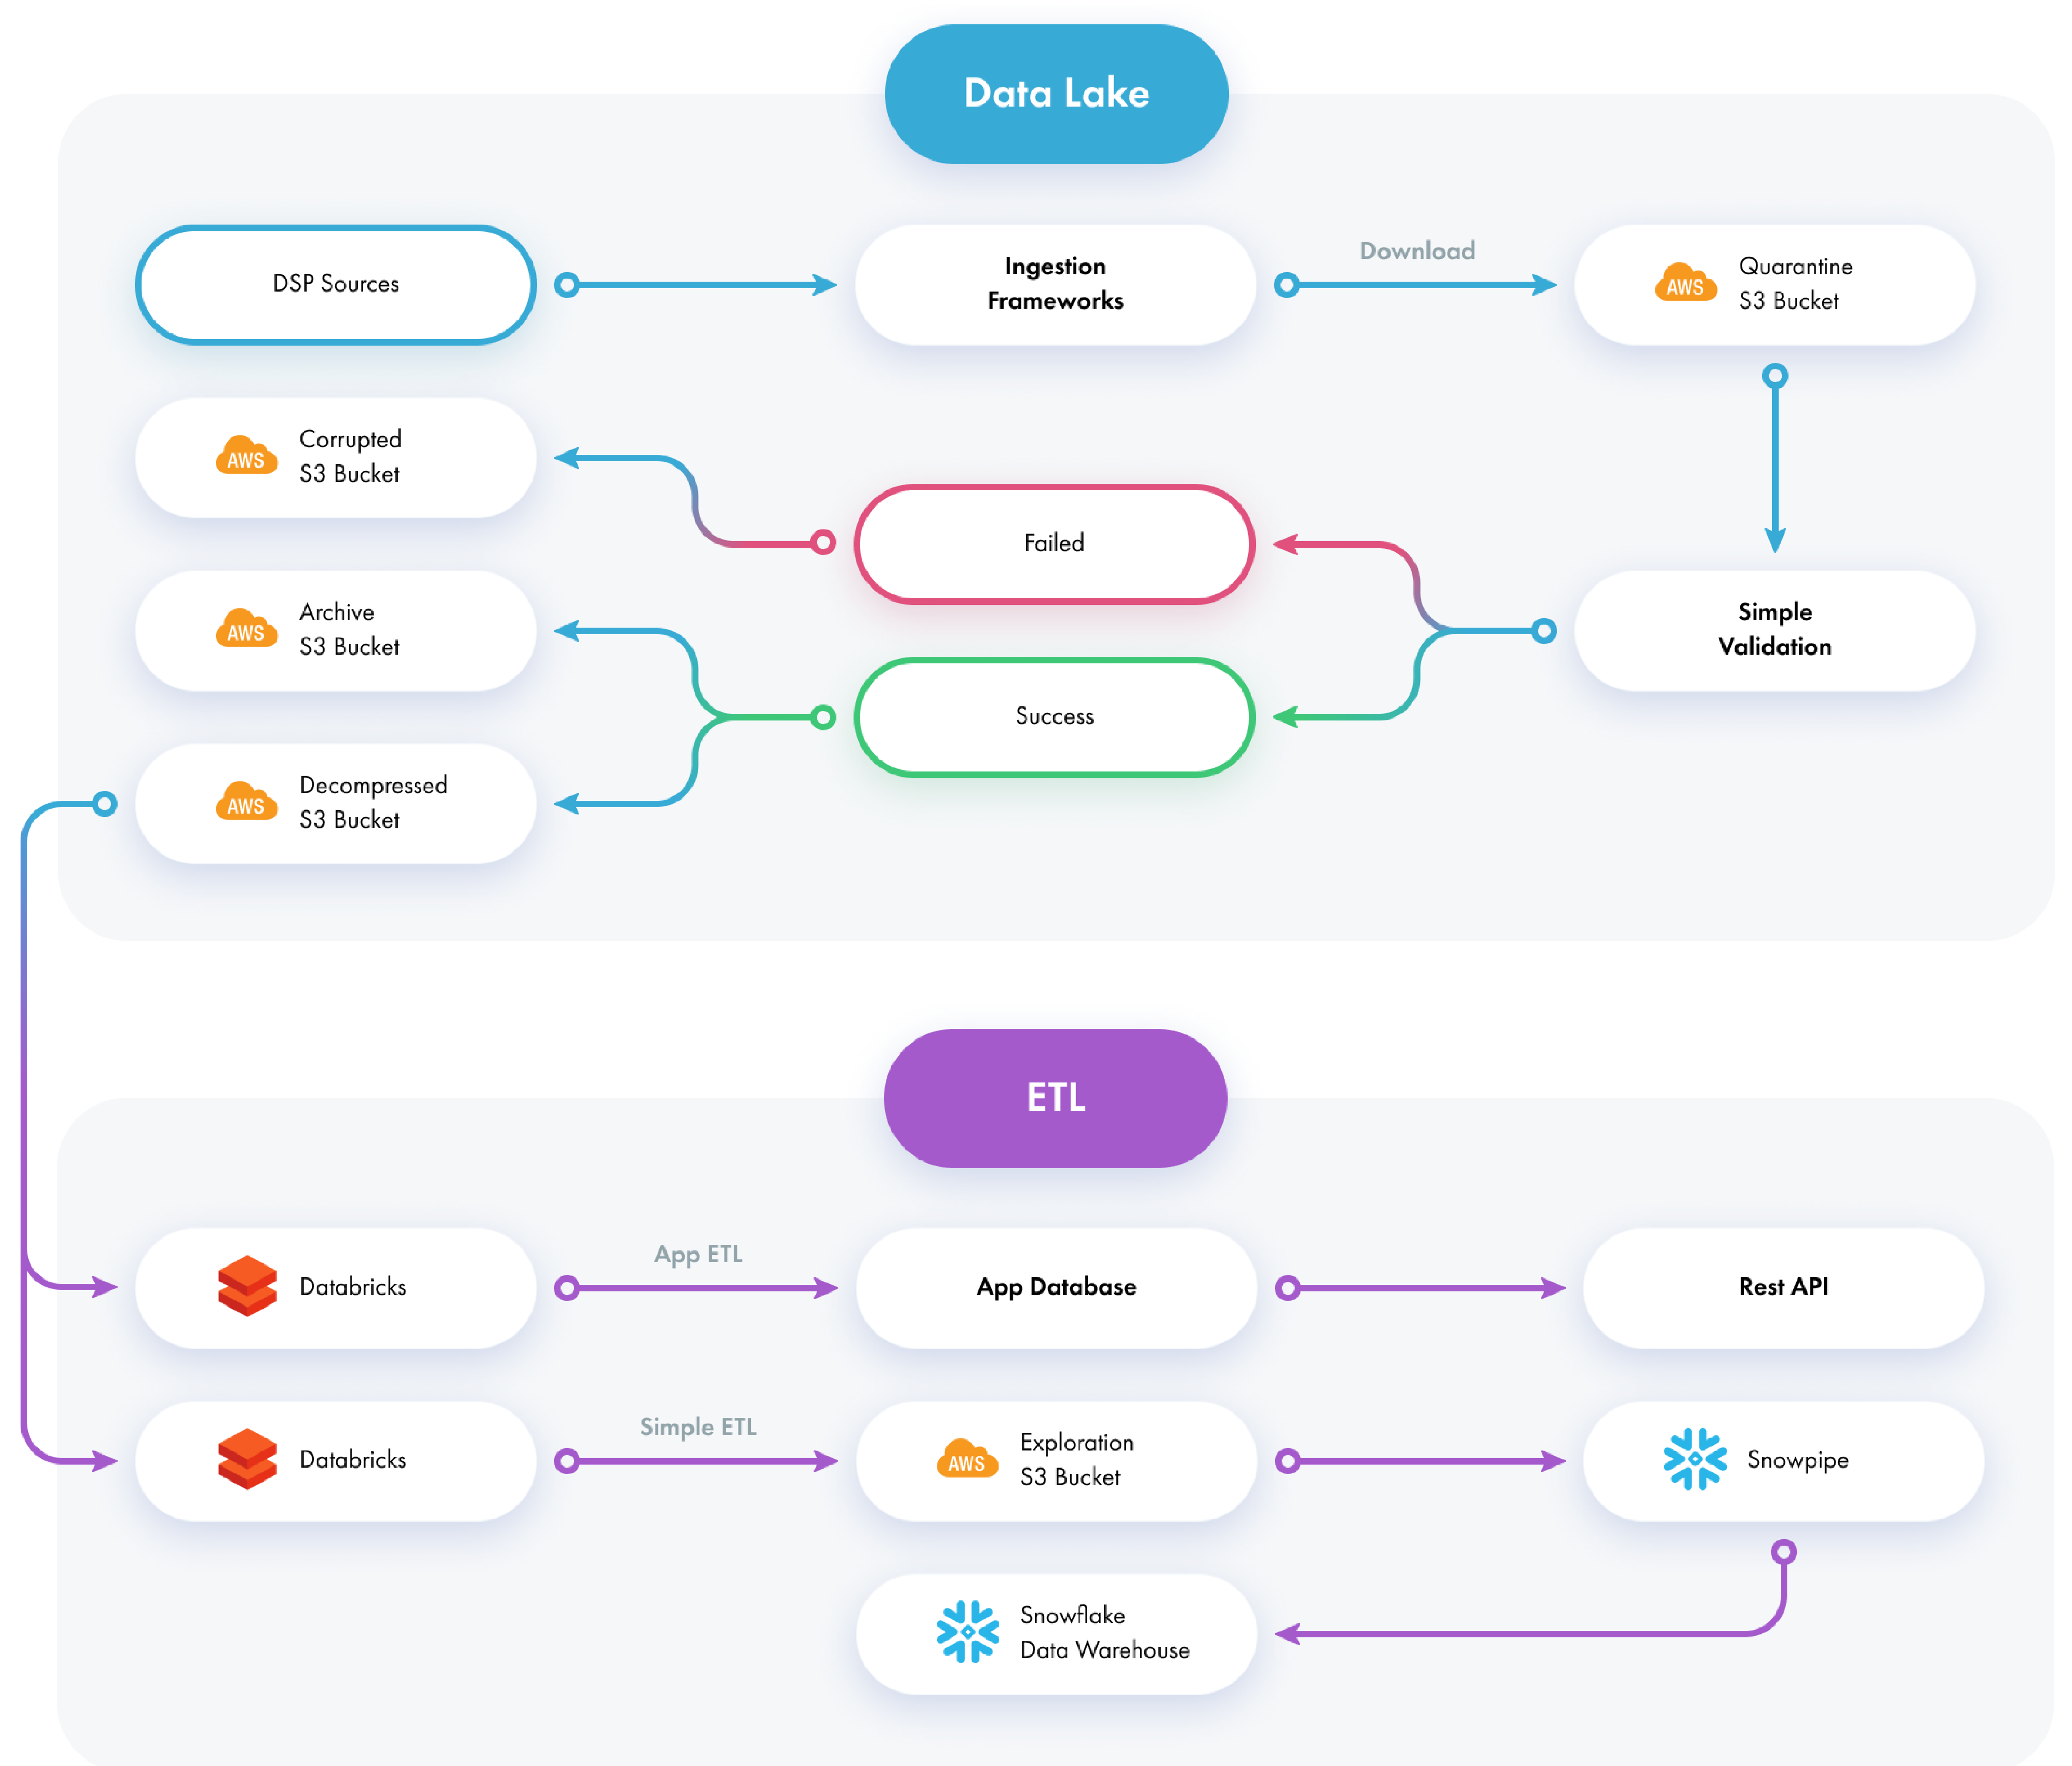 Data Lake
DSP Sources
Ingestion
Frameworks
Download
AWS
Quarantine
S3 Bucket
AWS
Corrupted
S3 Bucket
Failed
AWS
Archive
S3 Bucket
Simple
Validation
Success
AWS
Decompressed
S3 Bucket
ETL
Databricks
App ETL
App Database
Rest API
Databricks
Simple ETL
AWS
Exploration
S3 Bucket
Snowpipe
Snowflake
Data Warehouse